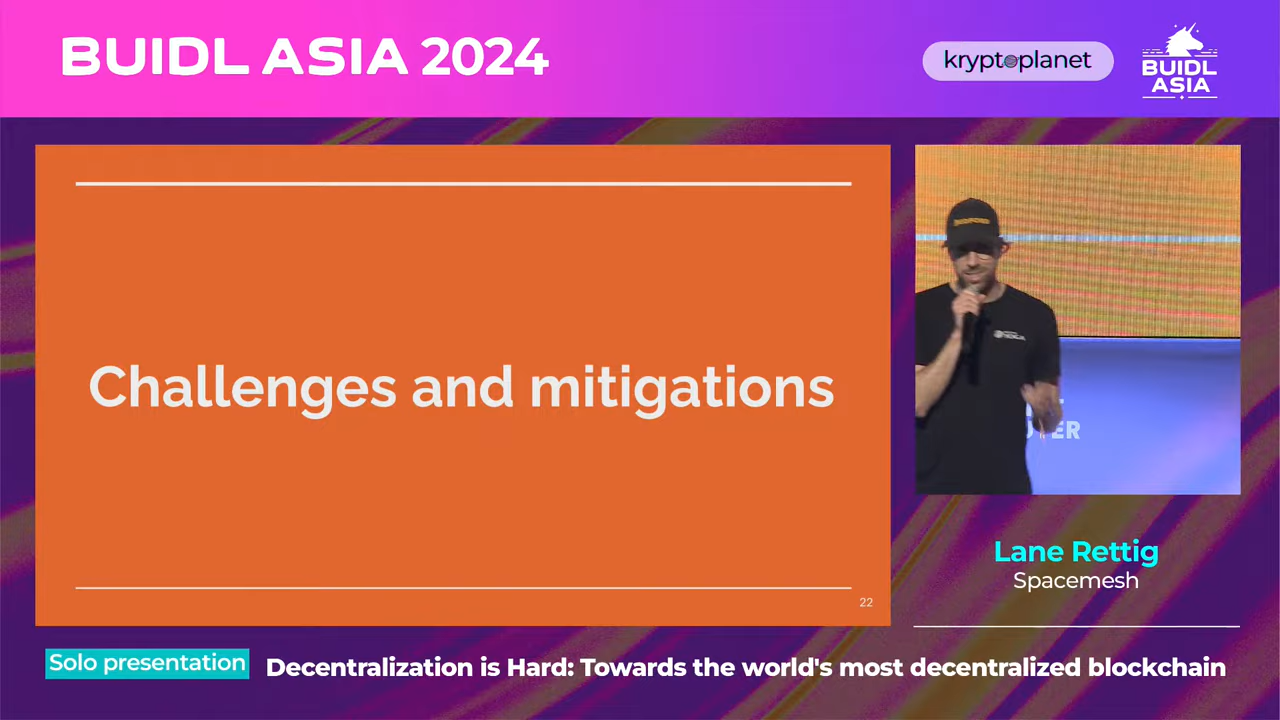 BUIDL ASIA 2024
kryptoplanet
BUIDL
ASIA
Challenges and mitigations
22
Lane Rettig
Spacemesh
Solo presentation
Decentralization is Hard: Towards the world's most decentralized blockchain